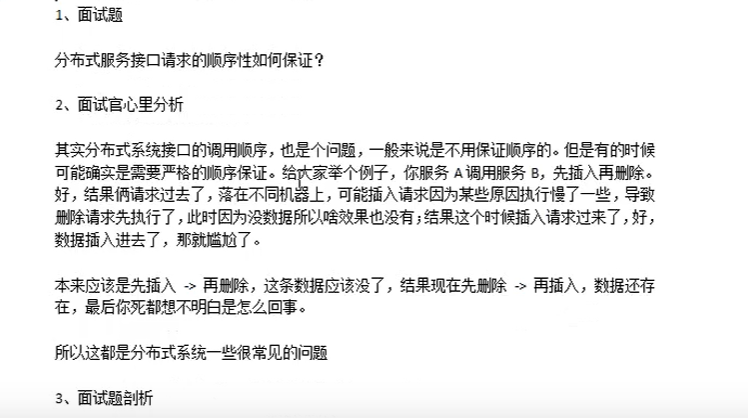 1、面试题
分布式服务接口请求的顺序性如何保证？
2、面试官心里分析
其实分布式系统接口的调用顺序，也是个问题，一般来说是不用保证顺序的。但是有的时候
可能确实是需要严格的顺序保证。给大家举个例子，你服务 A 调用服务 B，先插入再删除。
好，结果俩请求过去了，落在不同机器上，可能插入请求因为某些原因执行慢了一些，导致
删除请求先执行了，此时因为没数据所以啥效果也没有；结果这个时候插入请求过来了，好，
数据插入进去了，那就尴尬了。
本来应该是先插入 -> 再删除，这条数据应该没了，结果现在先删除 -> 再插入，数据还存
在，最后你死都想不明白是怎么回事。
所以这都是分布式系统一些很常见的问题
3、面试题剖析